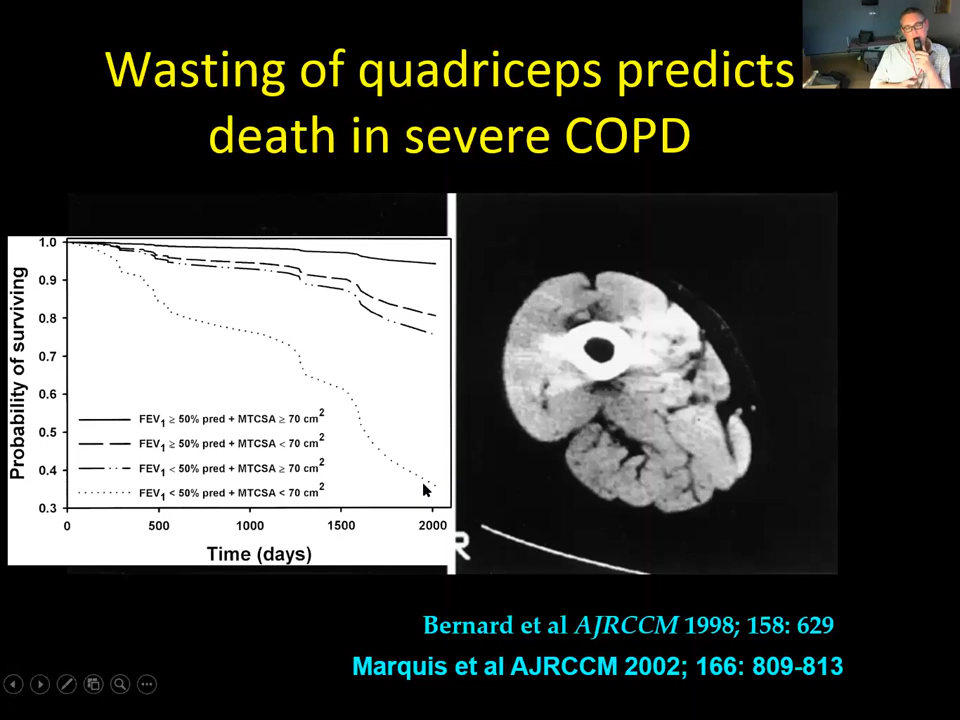 Wasting of quadriceps predicts
death in severe COPD
Probability of surviving
1.0
0.9
0.8
0.7
0.6
0.5
0.4
0.3
FEV1 ≥ 50% pred + MTCSA ≥ 70 cm2
FEV1 ≥ 50% pred + MTCSA < 70 cm2
FEV1 < 50% pred + MTCSA ≥ 70 cm2
FEV1 < 50% pred + MTCSA < 70 cm2
0 500 1000 1500 2000
Time (days)
R
Bernard et al AJRCCM 1998; 158: 629
Marquis et al AJRCCM 2002; 166: 809-813